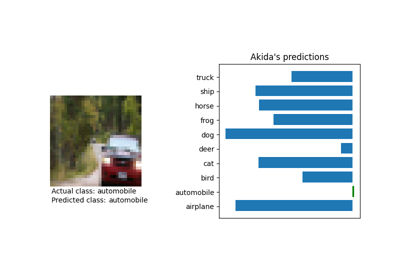 Akida's predictions
truck
ship
horse
frog
dog
deer
cat
bird
automobile
airplane
Actual class: automobile
Predicted class: automobile